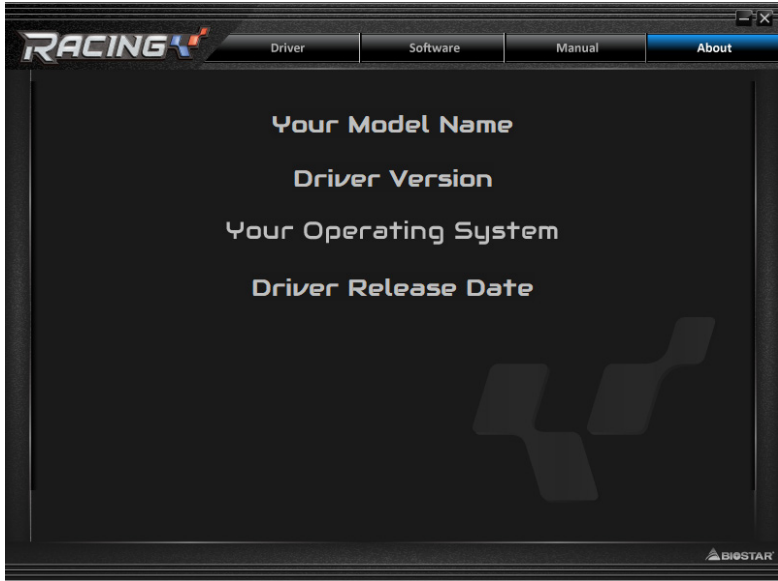 RACING
Driver Software Manual About
Your Model Name
Driver Version
Your Operating System
Driver Release Date
BIOSTAR